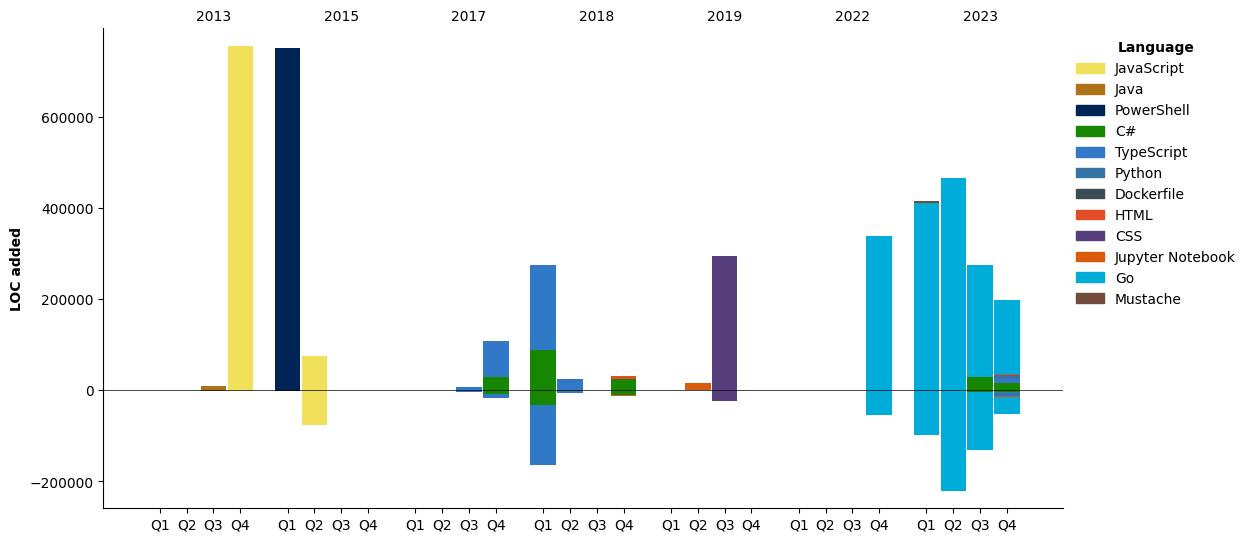 2013 2015 2017 2018 2019 2022 2023
Language
JavaScript
Java
PowerShell
C#
TypeScript
Python
Dockerfile
HTML
CSS
Jupyter Notebook
Go
Mustache
LOC added
600000
400000
200000
0
−200000
Q1 Q2 Q3 Q4 Q1 Q2 Q3 Q4 Q1 Q2 Q3 Q4 Q1 Q2 Q3 Q4 Q1 Q2 Q3 Q4 Q1 Q2 Q3 Q4 Q1 Q2 Q3 Q4